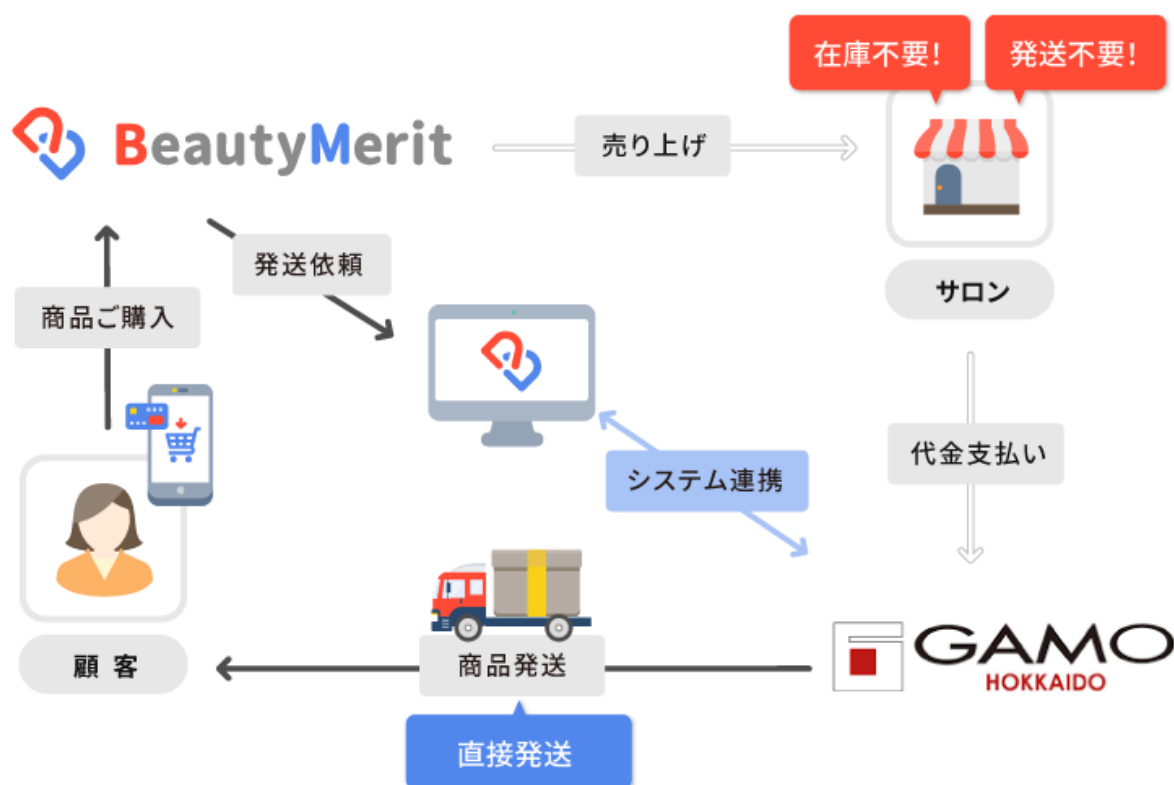 在庫不要!
発送不要!
BeautyMerit
売り上げ
発送依頼
サロン
商品ご購入
代金支払い
システム連携
GAMO
HOKKAIDO
顧 客
商品発送
直接発送